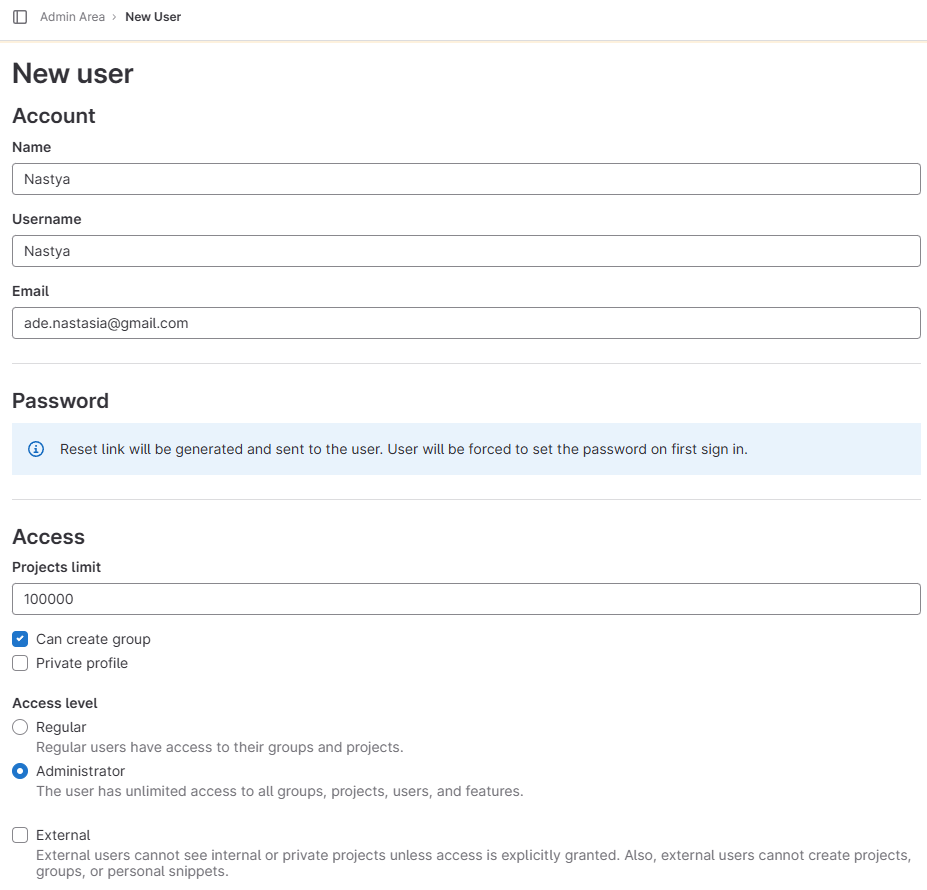 Admin Area › New User
New user
Account
Name
Nastya
Username
Nastya
Email
ade.nastasia@gmail.com
Password
Reset link will be generated and sent to the user. User will be forced to set the password on first sign in.
Access
Projects limit
100000
Can create group
Private profile
Access level
Regular
Regular users have access to their groups and projects.
Administrator
The user has unlimited access to all groups, projects, users, and features.
External
External users cannot see internal or private projects unless access is explicitly granted. Also, external users cannot create projects,
groups, or personal snippets.